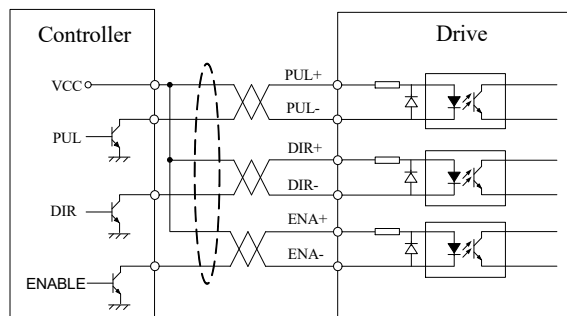 Controller
Drive
VCC
PUL+
PUL-
PUL
DIR+
DIR-
DIR
ENA+
ENA-
ENABLE